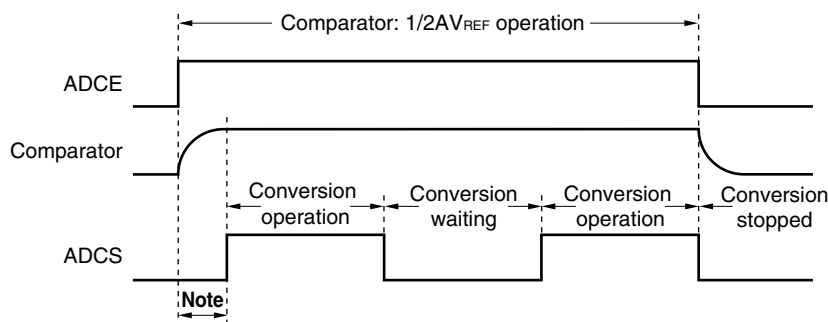 Comparator: 1/2AVREF operation
ADCE
Comparator
Conversion operation
Conversion waiting
Conversion operation
Conversion stopped
ADCS
Note